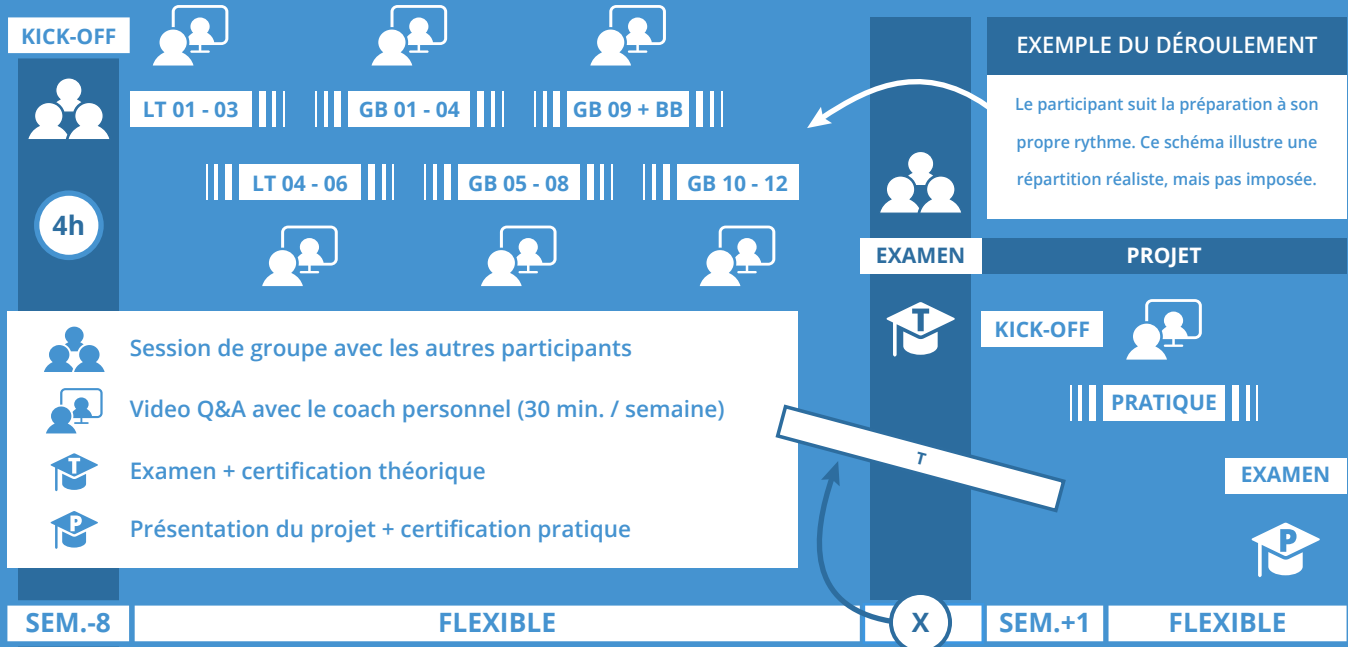 KICK-OFF
LT 01 - 03
GB 01 - 04
GB 09 + BB
LT 04 - 06
GB 05 - 08
GB 10 - 12
4h
EXEMPLE DU DÉROULEMENT
Le participant suit la préparation à son
propre rythme. Ce schéma illustre une
répartition réaliste, mais pas imposée.
EXAMEN
PROJET
T
KICK-OFF
PRATIQUE
EXAMEN
P
Session de groupe avec les autres participants
Video Q&A avec le coach personnel (30 min. / semaine)
T
Examen + certification théorique
P
Présentation du projet + certification pratique
T
SEM.-8
FLEXIBLE
X
SEM.+1
FLEXIBLE